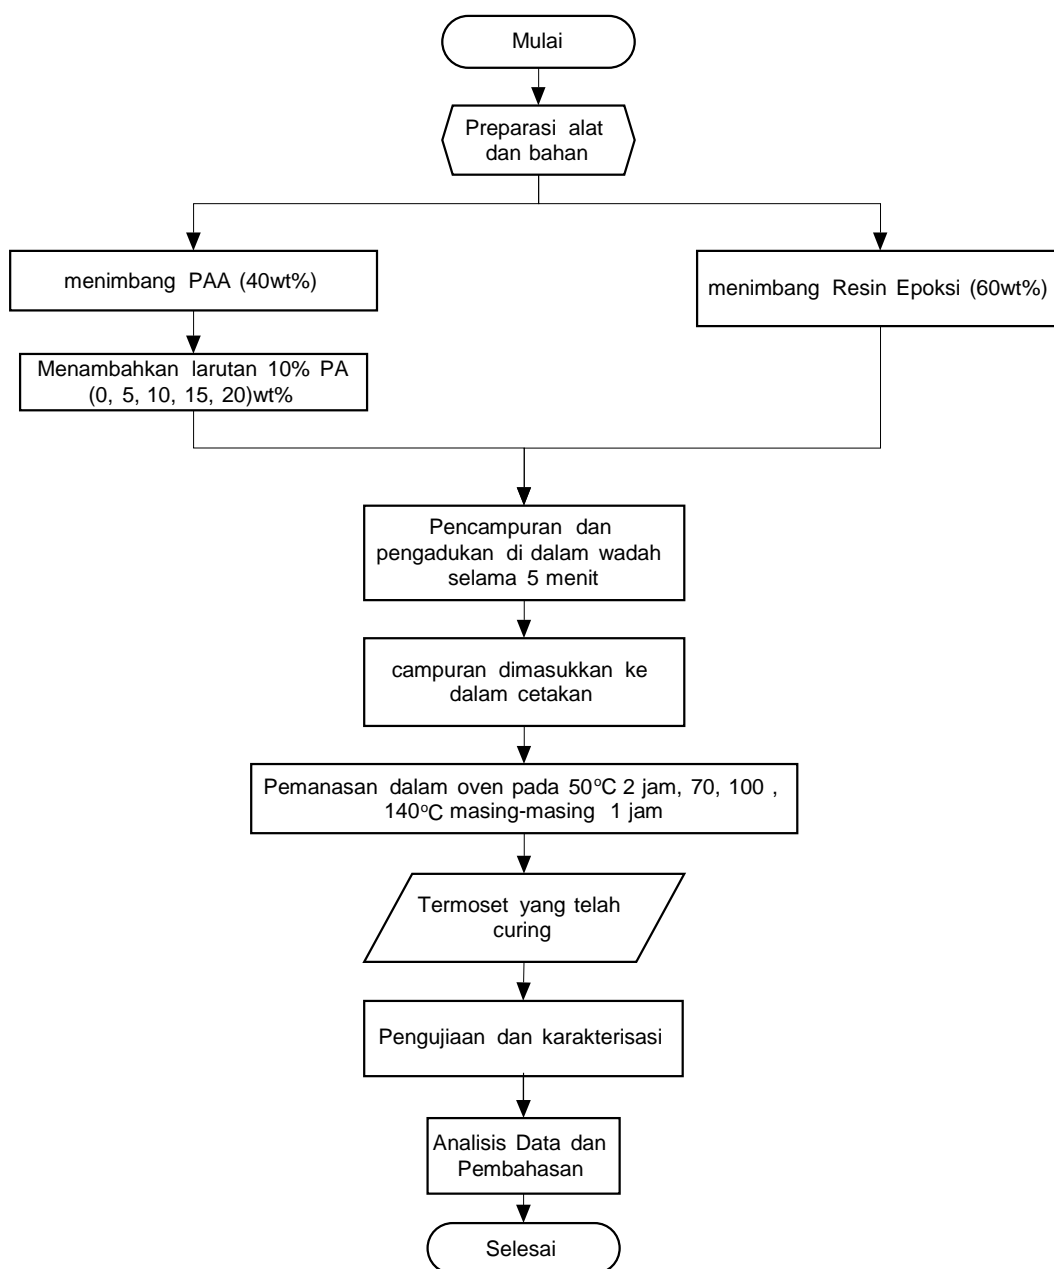 Mulai
Preparasi alat
dan bahan
menimbang PAA (40wt%)
menimbang Resin Epoksi (60wt%)
Menambahkan larutan 10% PA
(0, 5, 10, 15, 20)wt%
Pencampuran dan
pengadukan di dalam wadah
selama 5 menit
campuran dimasukkan ke
dalam cetakan
Pemanasan dalam oven pada 50°C 2 jam, 70, 100 ,
140°C masing-masing 1 jam
Termoset yang telah
curing
Pengujiaan dan karakterisasi
Analisis Data dan
Pembahasan
Selesai